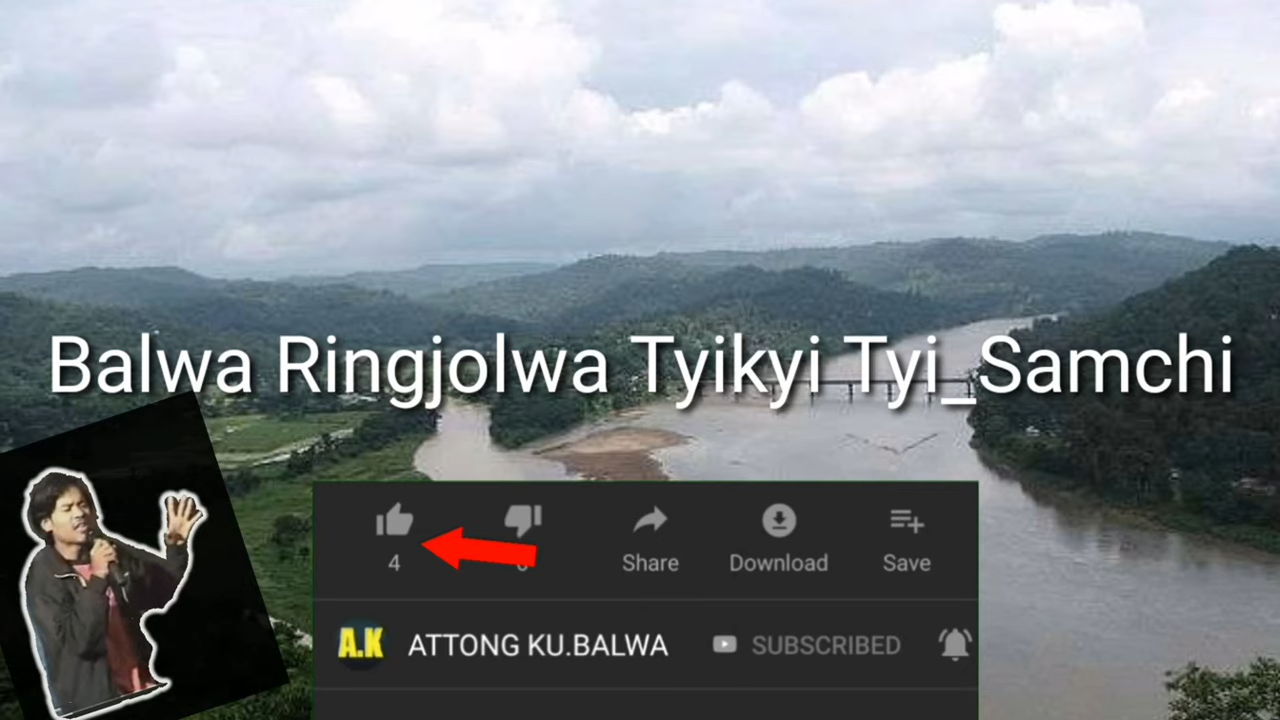 Balwa Ringjolwa Tyikyi Tyi_Samchi
4
Share
Download
Save
A.K
ATTONG KU.BALWA
SUBSCRIBED